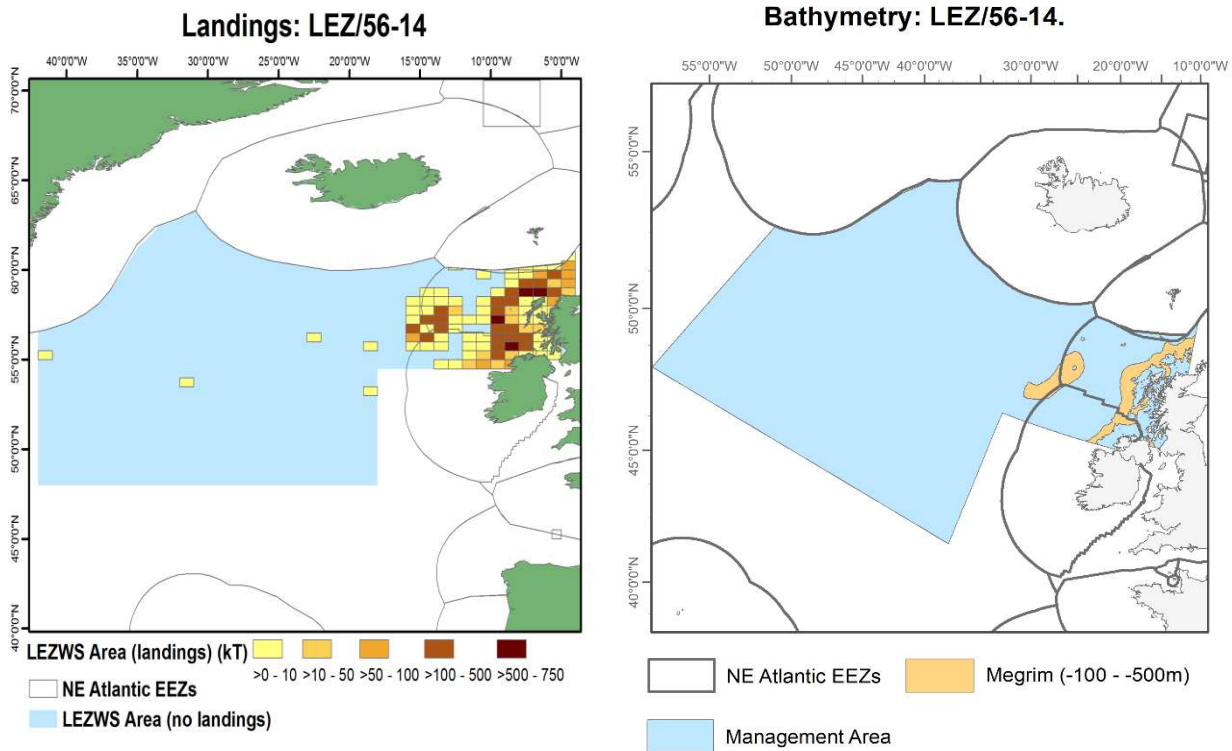 Landings: LEZ/56-14
40°0'0"W 35°0'0"W 30°0'0"W 25°0'0"W 20°0'0"W 15°0'0"W 10°0'0"W 5°0'0"W
70°0'0"N
65°0'0"N
60°0'0"N
55°0'0"N
50°0'0"N
45°0'0"N
40°0'0"N
LEZWS Area (landings) (kT)
>0 - 10 >10 - 50 >50 - 100 >100 - 500 >500 - 750
NE Atlantic EEZs
LEZWS Area (no landings)
Bathymetry: LEZ/56-14.
55°0'0"W 50°0'0"W 45°0'0"W 40°0'0"W 25°0'0"W 20°0'0"W 15°0'0"W 10°0'0"W
55°0'0"N
50°0'0"N
45°0'0"N
40°0'0"N
NE Atlantic EEZs Megrim (-100 - -500m)
Management Area